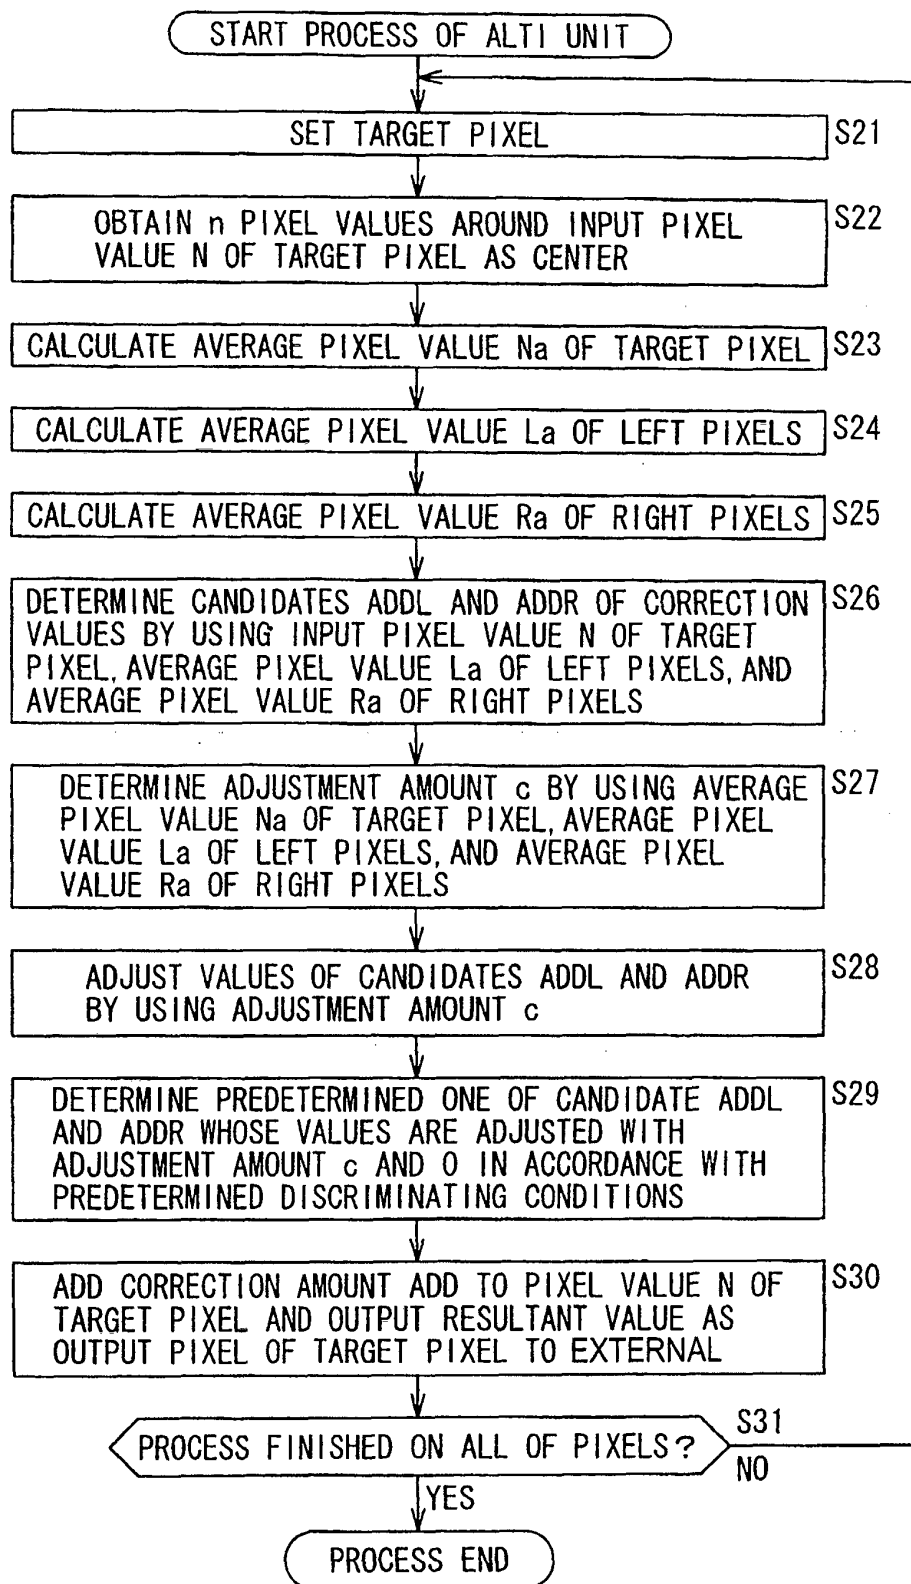 START PROCESS OF ALTI UNIT
SET TARGET PIXEL
S21
OBTAIN n PIXEL VALUES AROUND INPUT PIXEL
VALUE N OF TARGET PIXEL AS CENTER
S22
CALCULATE AVERAGE PIXEL VALUE Na OF TARGET PIXEL
S23
CALCULATE AVERAGE PIXEL VALUE La OF LEFT PIXELS
S24
CALCULATE AVERAGE PIXEL VALUE Ra OF RIGHT PIXELS
S25
DETERMINE CANDIDATES ADDL AND ADDR OF CORRECTION
VALUES BY USING INPUT PIXEL VALUE N OF TARGET
PIXEL, AVERAGE PIXEL VALUE La OF LEFT PIXELS, AND
AVERAGE PIXEL VALUE Ra OF RIGHT PIXELS
S26
DETERMINE ADJUSTMENT AMOUNT c BY USING AVERAGE
PIXEL VALUE Na OF TARGET PIXEL, AVERAGE PIXEL
VALUE La OF LEFT PIXELS, AND AVERAGE PIXEL
VALUE Ra OF RIGHT PIXELS
S27
ADJUST VALUES OF CANDIDATES ADDL AND ADDR
BY USING ADJUSTMENT AMOUNT c
S28
DETERMINE PREDETERMINED ONE OF CANDIDATE ADDL
AND ADDR WHOSE VALUES ARE ADJUSTED WITH
ADJUSTMENT AMOUNT c AND 0 IN ACCORDANCE WITH
PREDETERMINED DISCRIMINATING CONDITIONS
S29
ADD CORRECTION AMOUNT ADD TO PIXEL VALUE N OF
TARGET PIXEL AND OUTPUT RESULTANT VALUE AS
OUTPUT PIXEL OF TARGET PIXEL TO EXTERNAL
S30
PROCESS FINISHED ON ALL OF PIXELS?
S31
NO
YES
PROCESS END